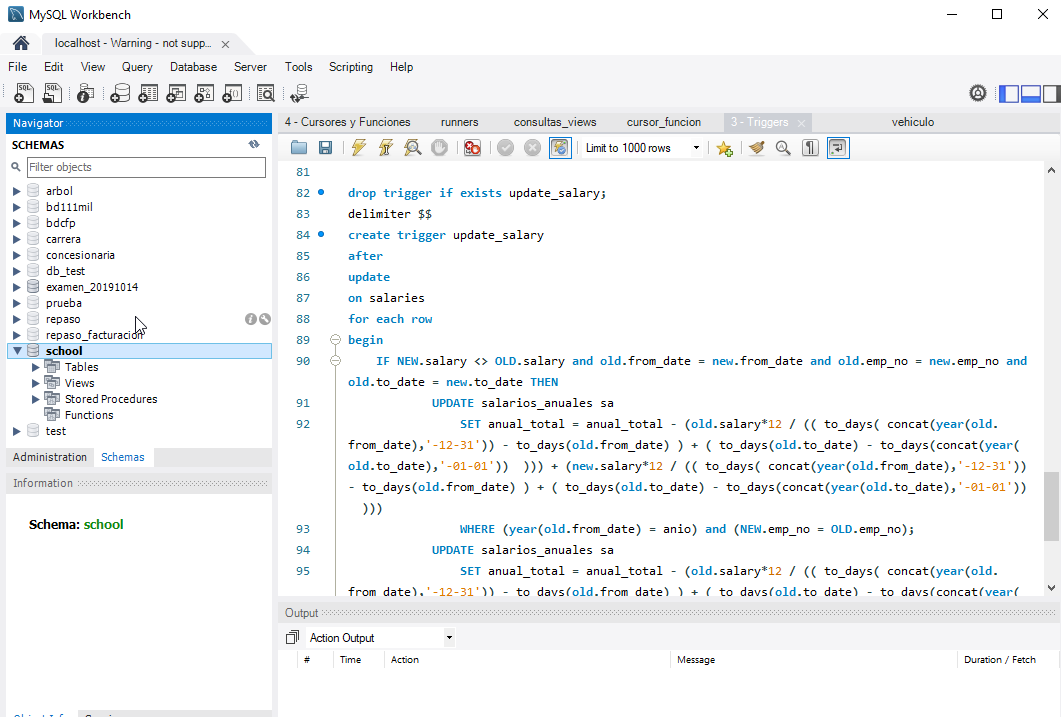 MySQL Workbench
localhost - Warning - not supp...
File Edit View Query Database Server Tools Scripting Help
Navigator
SCHEMAS
Filter objects
arbol
bd111mil
bdcfp
carrera
concesionaria
db_test
examen_20191014
prueba
repaso
repaso_facturacion
school
Tables
Views
Stored Procedures
Functions
test
Administration Schemas
Information
Schema: school
4 - Cursores y Funciones runners consultas_views cursor_funcion 3 - Triggers vehiculo
Limit to 1000 rows
81
82 drop trigger if exists update_salary;
83 delimiter $$
84 create trigger update_salary
85 after
86 update
87 on salaries
88 for each row
89 begin
90 IF NEW.salary <> OLD.salary and old.from_date = new.from_date and old.emp_no = new.emp_no and
old.to_date = new.to_date THEN
91 UPDATE salarios_anuales sa
92 SET anual_total = anual_total - (old.salary*12 / (( to_days( concat(year(old.
from_date),'-12-31')) - to_days(old.from_date) ) + ( to_days(old.to_date) - to_days(concat(year(
old.to_date),'-01-01')) ))) + (new.salary*12 / (( to_days( concat(year(old.from_date),'-12-31'))
- to_days(old.from_date) ) + ( to_days(old.to_date) - to_days(concat(year(old.to_date),'-01-01'))
)))
93 WHERE (year(old.from_date) = anio) and (NEW.emp_no = OLD.emp_no);
94 UPDATE salarios_anuales sa
95 SET anual_total = anual_total - (old.salary*12 / (( to_days( concat(year(old.
from_date),'-12-31')) - to_days(old.from_date) ) + ( to_days(old.to_date) - to_days(concat(year(
Output
Action Output
# Time Action Message Duration / Fetch